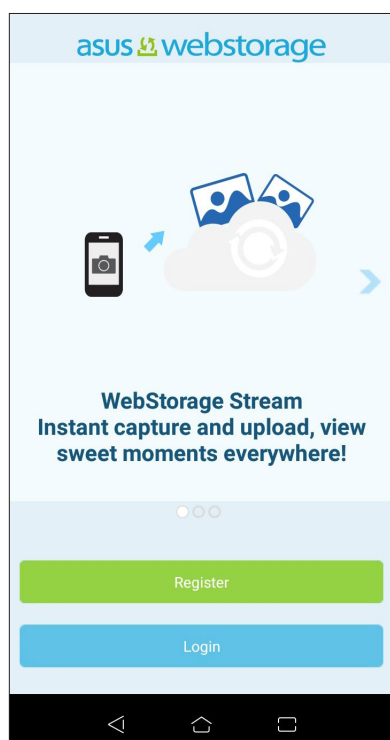 asus webstorage
WebStorage Stream
Instant capture and upload, view
sweet moments everywhere!
Register
Login